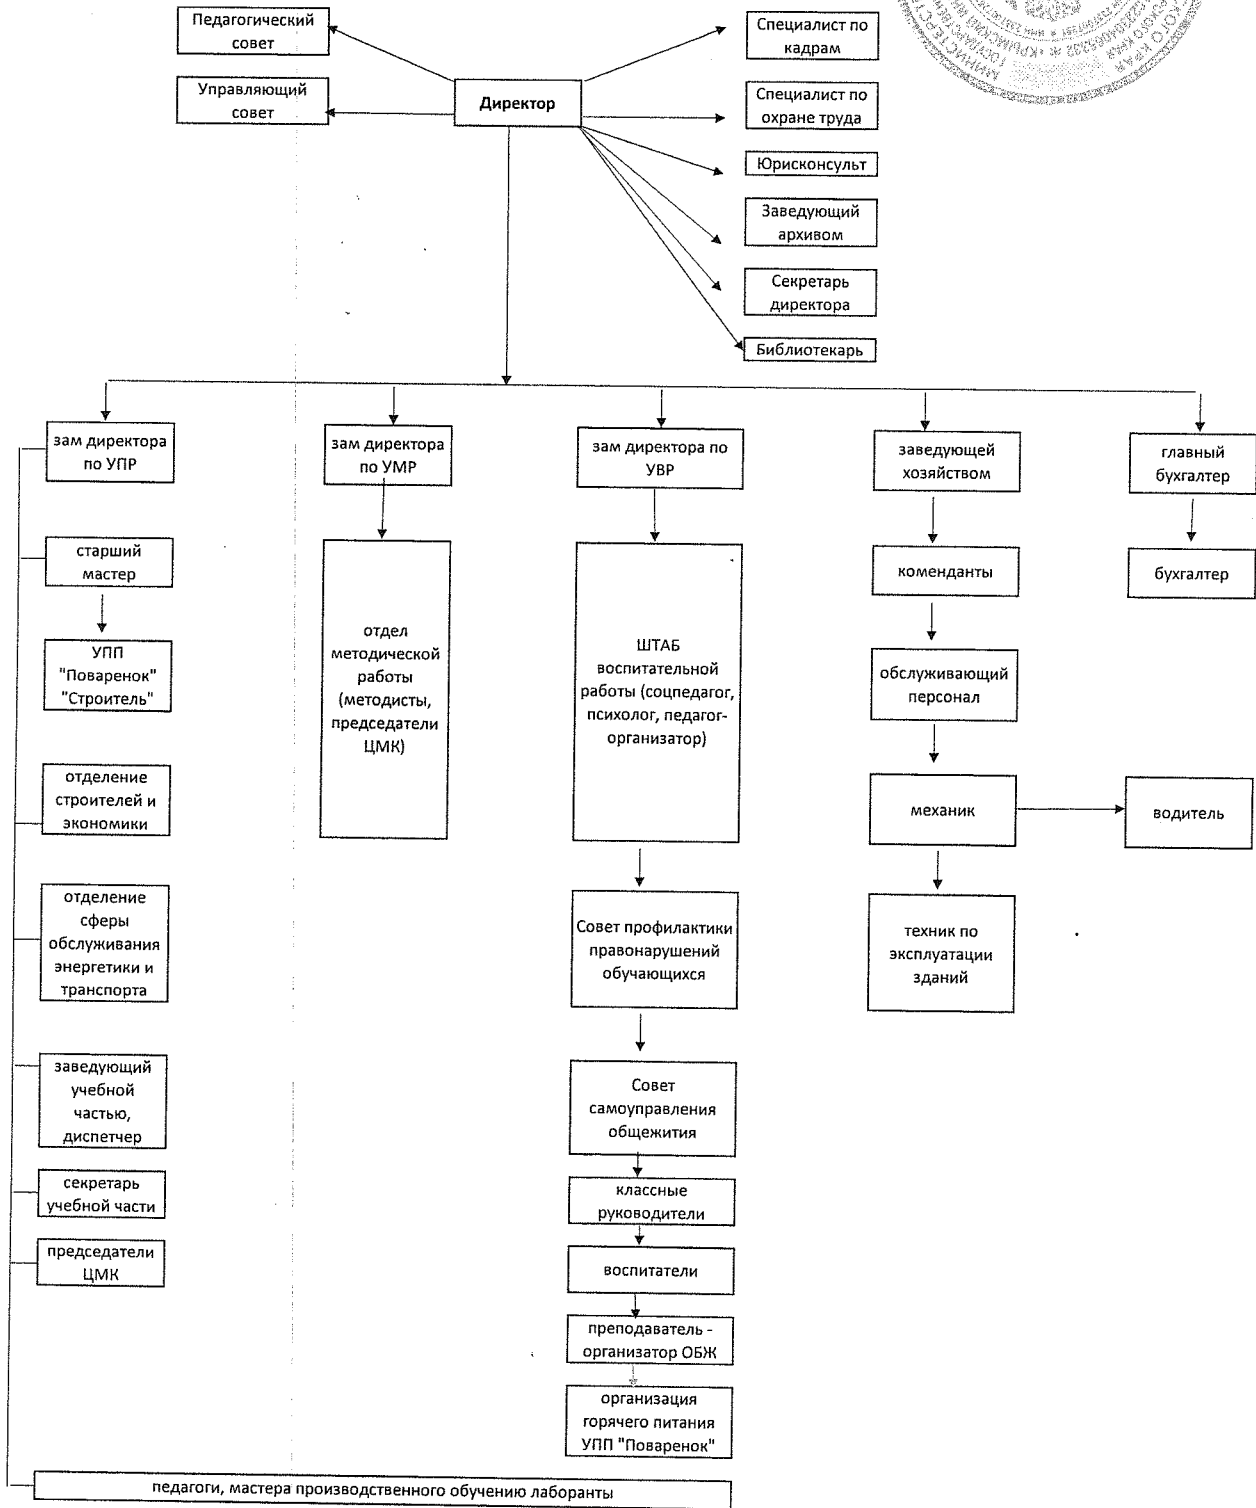 Педагогический
совет
Специалист по
кадрам
Управляющий
совет
Директор
Специалист по
охране труда
Юрисконсульт
Заведующий
архивом
Секретарь
директора
Библиотекарь
зам директора
по УПР
зам директора
по УМР
зам директора по
УВР
заведующей
хозяйством
главный
бухгалтер
старший
мастер
УПП
"Поваренок"
"Строитель"
отделение
строителей и
экономики
отделение
сферы
обслуживания
энергетики и
транспорта
заведующий
учебной
частью,
диспетчер
секретарь
учебной части
председатели
ЦМК
отдел
методической
работы
(методисты,
председатели
ЦМК)
ШТАБ
воспитательной
работы (соцпедагог,
психолог, педагог-
организатор)
Совет профилактики
правонарушений
обучающихся
Совет
самоуправления
общежития
классные
руководители
воспитатели
преподаватель -
организатор ОБЖ
организация
горячего питания
УПП "Поваренок"
коменданты
обслуживающий
персонал
механик
водитель
техник по
эксплуатации
зданий
бухгалтер
педагоги, мастера производственного обучению лаборанты